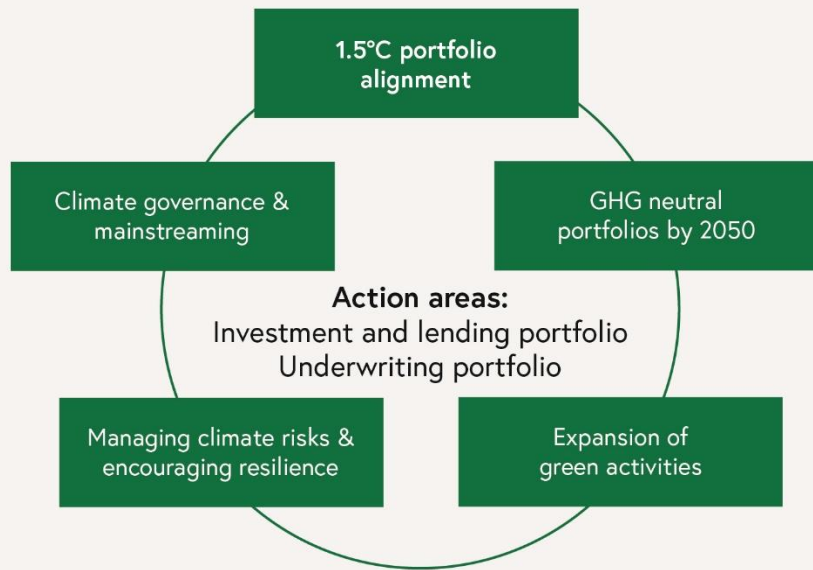 1.5°C portfolio
alignment
Climate governance &
mainstreaming
GHG neutral
portfolios by 2050
Action areas:
Investment and lending portfolio
Underwriting portfolio
Managing climate risks &
encouraging resilience
Expansion of
green activities